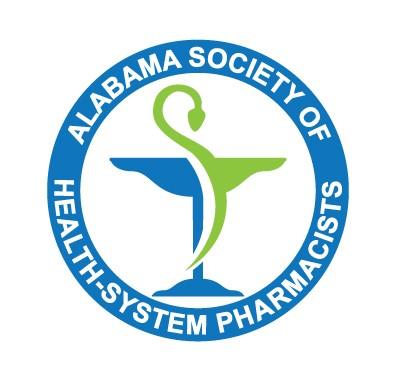 ALABAMA SOCIETY OF
HEALTH-SYSTEM PHARMACISTS